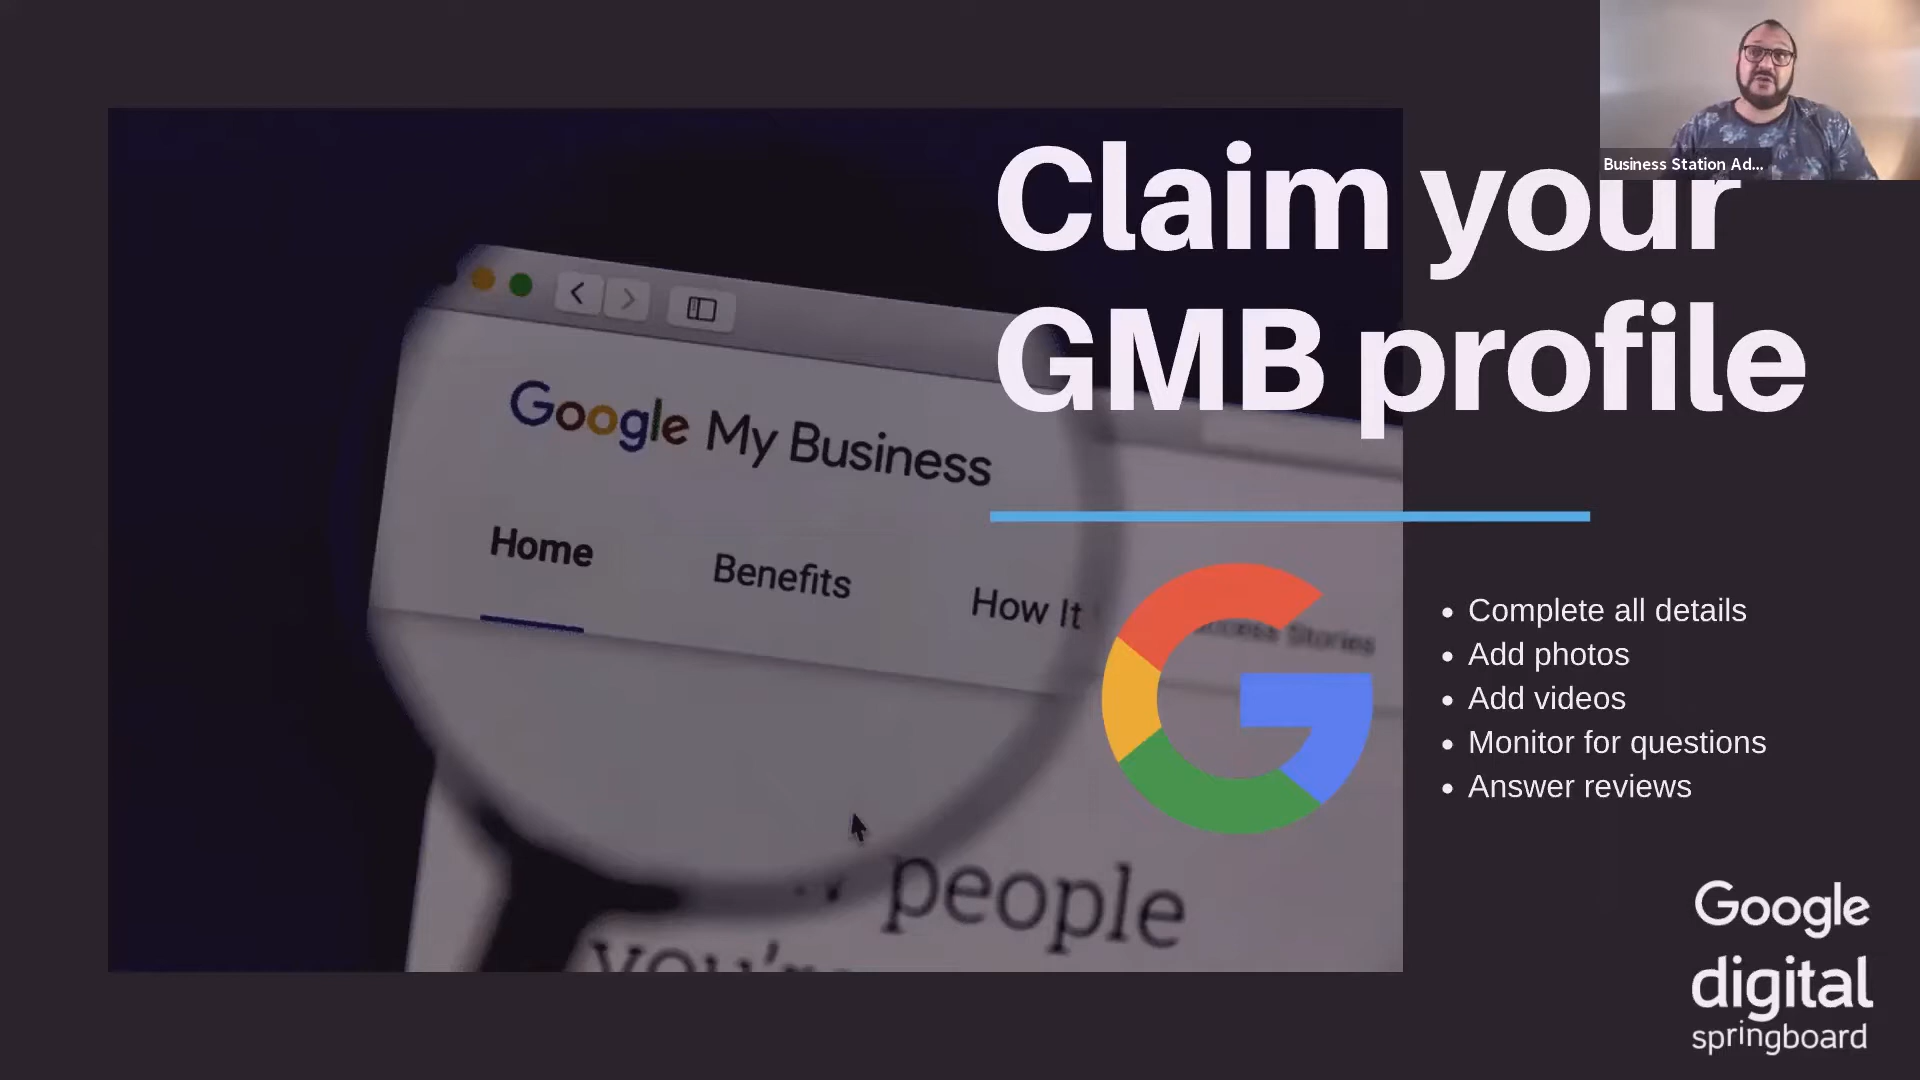 Business Station Ad...
Claim your
GMB profile
Google My Business
Home
Benefits
How It
Stories
people
Complete all details
Add photos
Add videos
Monitor for questions
Answer reviews
Google
digital
springboard